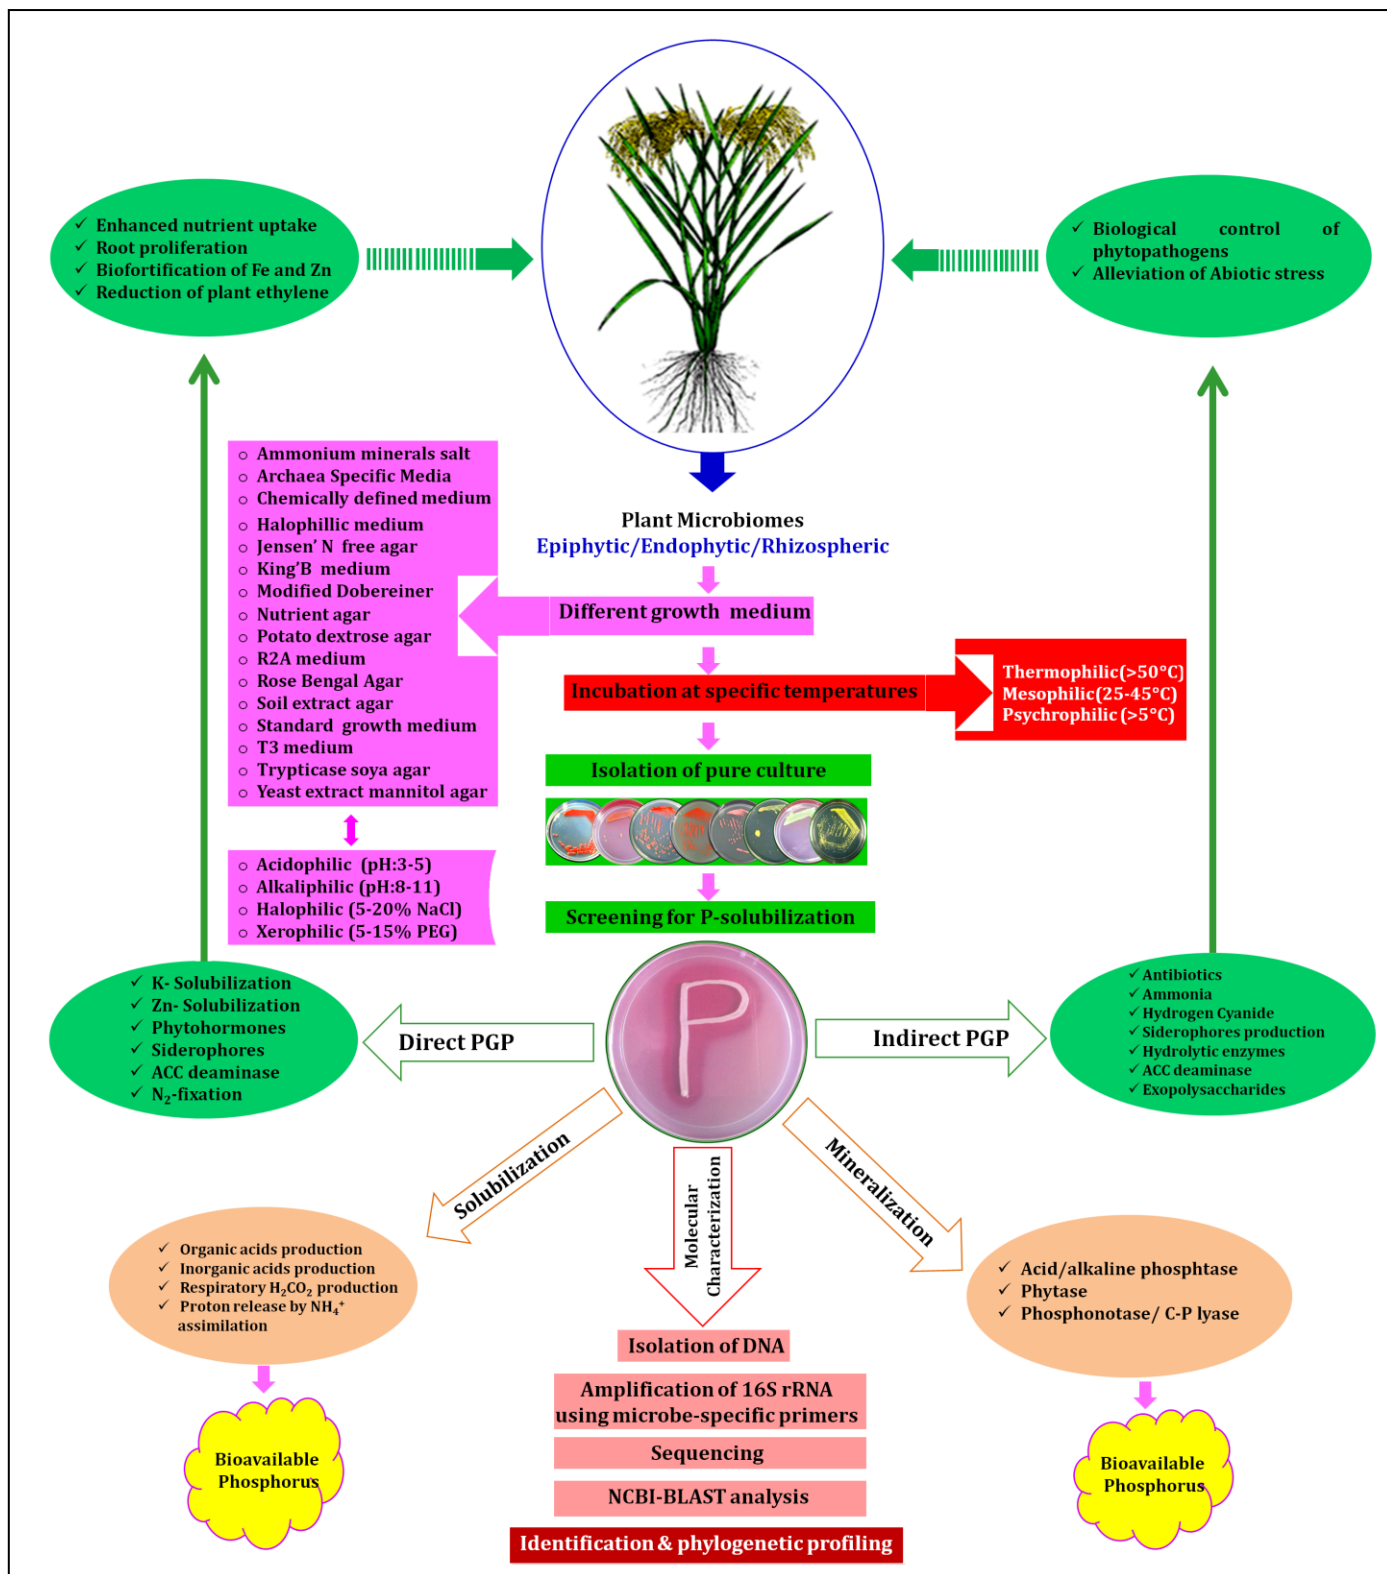 ✓ Enhanced nutrient uptake
✓ Root proliferation
✓ Biofortification of Fe and Zn
✓ Reduction of plant ethylene
✓ Biological control of
phytopathogens
✓ Alleviation of Abiotic stress
o Ammonium minerals salt
o Archaea Specific Media
o Chemically defined medium
o Halophillic medium
o Jensen' N free agar
o King'B medium
o Modified Dobereiner
o Nutrient agar
o Potato dextrose agar
o R2A medium
o Rose Bengal Agar
o Soil extract agar
o Standard growth medium
o T3 medium
o Trypticase soya agar
o Yeast extract mannitol agar
o Acidophilic (pH:3-5)
o Alkaliphilic (pH:8-11)
o Halophilic (5-20% NaCl)
o Xerophilic (5-15% PEG)
Plant Microbiomes
Epiphytic/Endophytic/Rhizospheric
Different growth medium
Incubation at specific temperatures
Thermophilic(>50°C)
Mesophilic(25-45°C)
Psychrophilic (>5°C)
Isolation of pure culture
Screening for P-solubilization
P
Direct PGP
✓ K- Solubilization
✓ Zn- Solubilization
✓ Phytohormones
✓ Siderophores
✓ ACC deaminase
✓ N₂-fixation
Indirect PGP
✓ Antibiotics
✓ Ammonia
✓ Hydrogen Cyanide
✓ Siderophores production
✓ Hydrolytic enzymes
✓ ACC deaminase
✓ Exopolysaccharides
Solubilization
Molecular
Characterization
Mineralization
✓ Organic acids production
✓ Inorganic acids production
✓ Respiratory H₂CO₂ production
✓ Proton release by NH₄⁺
assimilation
✓ Acid/alkaline phosphtase
✓ Phytase
✓ Phosphonotase/ C-P lyase
Isolation of DNA
Amplification of 16S rRNA
using microbe-specific primers
Sequencing
NCBI-BLAST analysis
Identification & phylogenetic profiling
Bioavailable
Phosphorus
Bioavailable
Phosphorus